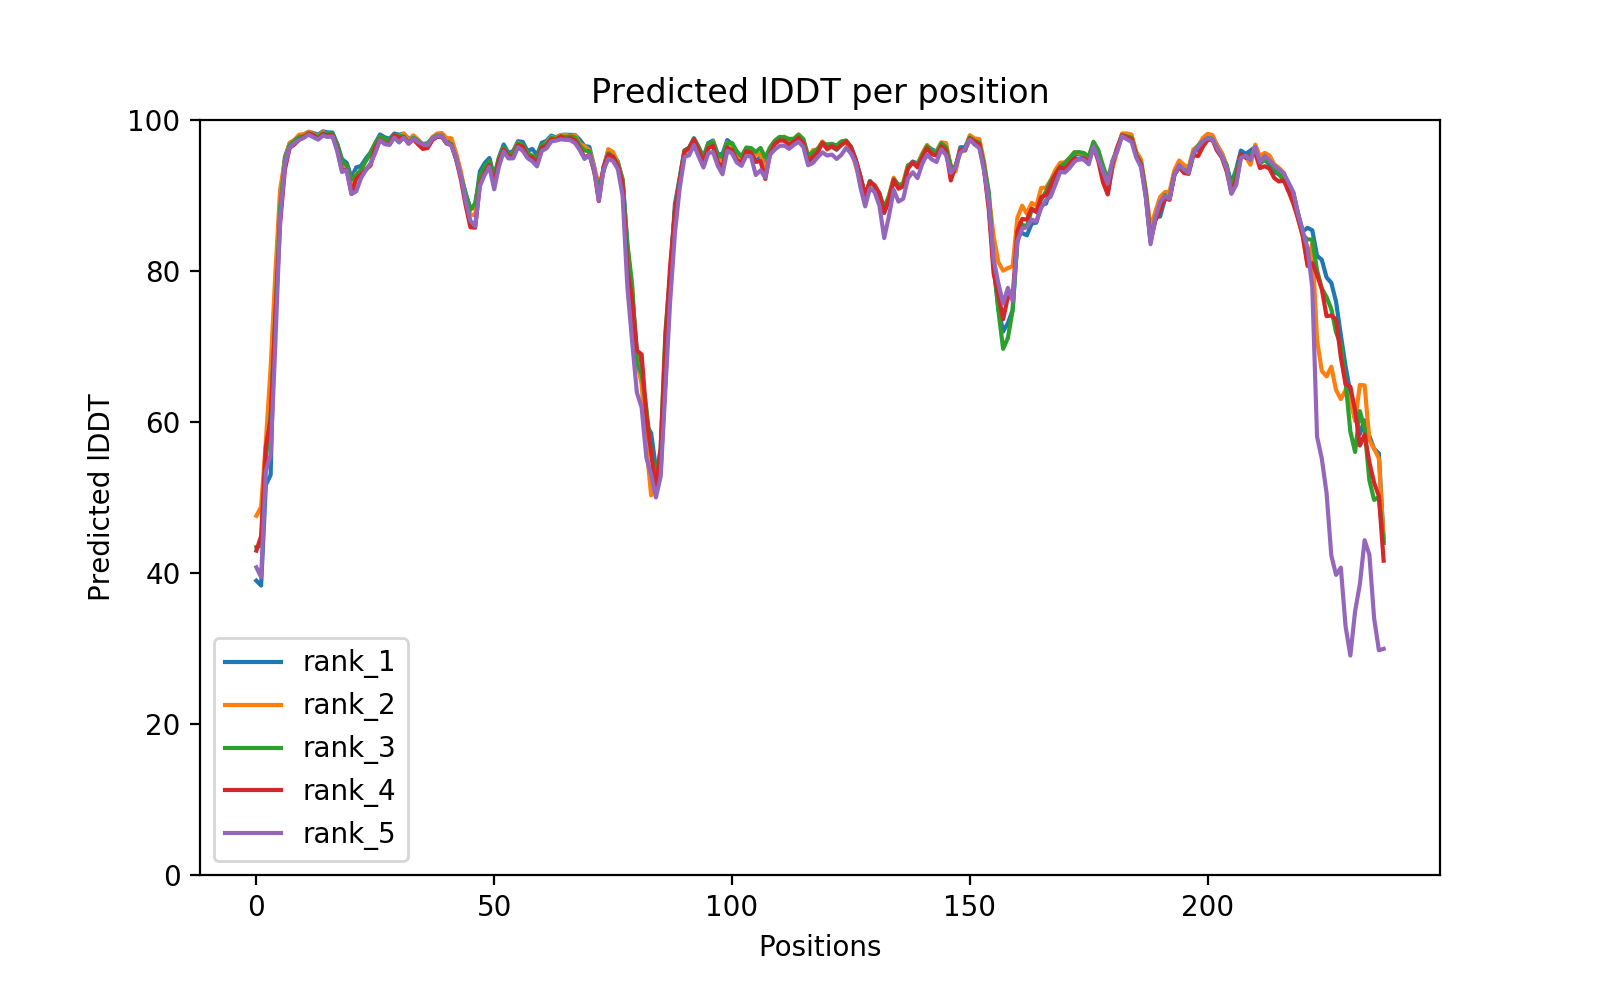 Predicted lDDT per position
100
80
60
40
20
0
Predicted lDDT
rank_1
rank_2
rank_3
rank_4
rank_5
0 50 100 150 200
Positions